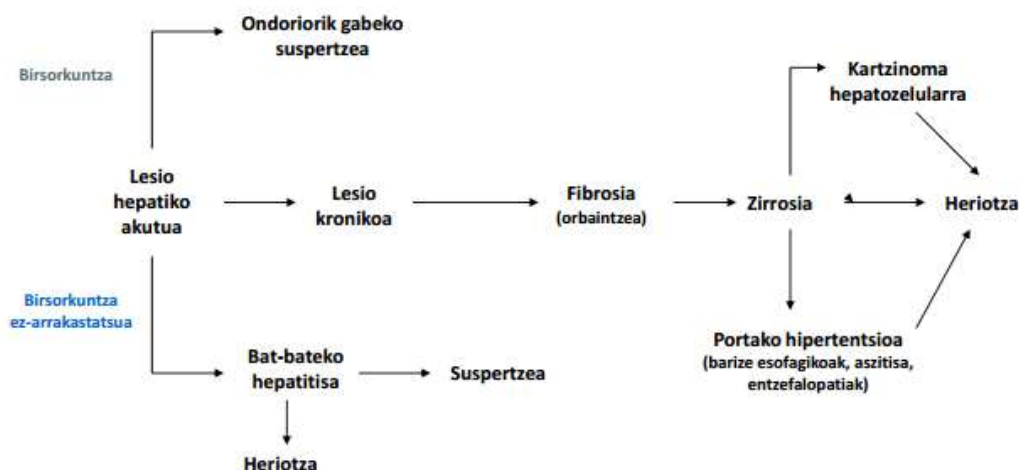 Ondoriorik gabeko
suspertzea
Birsorkuntza
Kartzinoma
hepatozelularra
Lesio
hepatiko
akutua
Lesio
kronikoa
Fibrosia
(orbaintzea)
Zirrosia
Heriotza
Birsorkuntza
ez-arrakastatsua
Portako hipertentsioa
(barize esofagikoak, aszitisa,
entzefalopatiak)
Bat-bateko
hepatitisa
Suspertzea
Heriotza